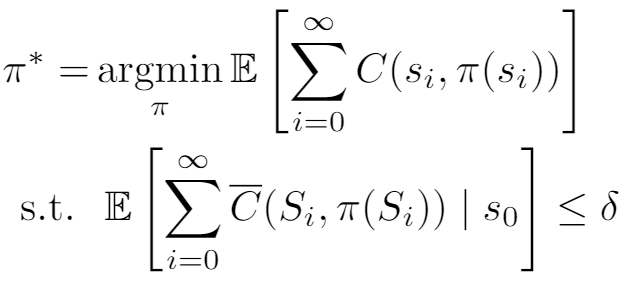 π* = argmin_π 𝔼 [ ∑_{i=0}^{∞} C(s_i, π(s_i)) ]
s.t. 𝔼 [ ∑_{i=0}^{∞} C̅(S_i, π(S_i)) | s_0 ] ≤ δ